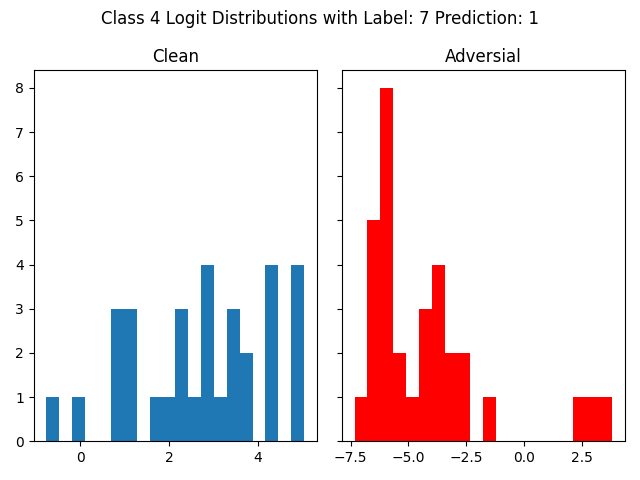 Class 4 Logit Distributions with Label: 7 Prediction: 1
Clean
Adversial
8
7
6
5
4
3
2
1
0
0 2 4
−7.5 −5.0 −2.5 0.0 2.5